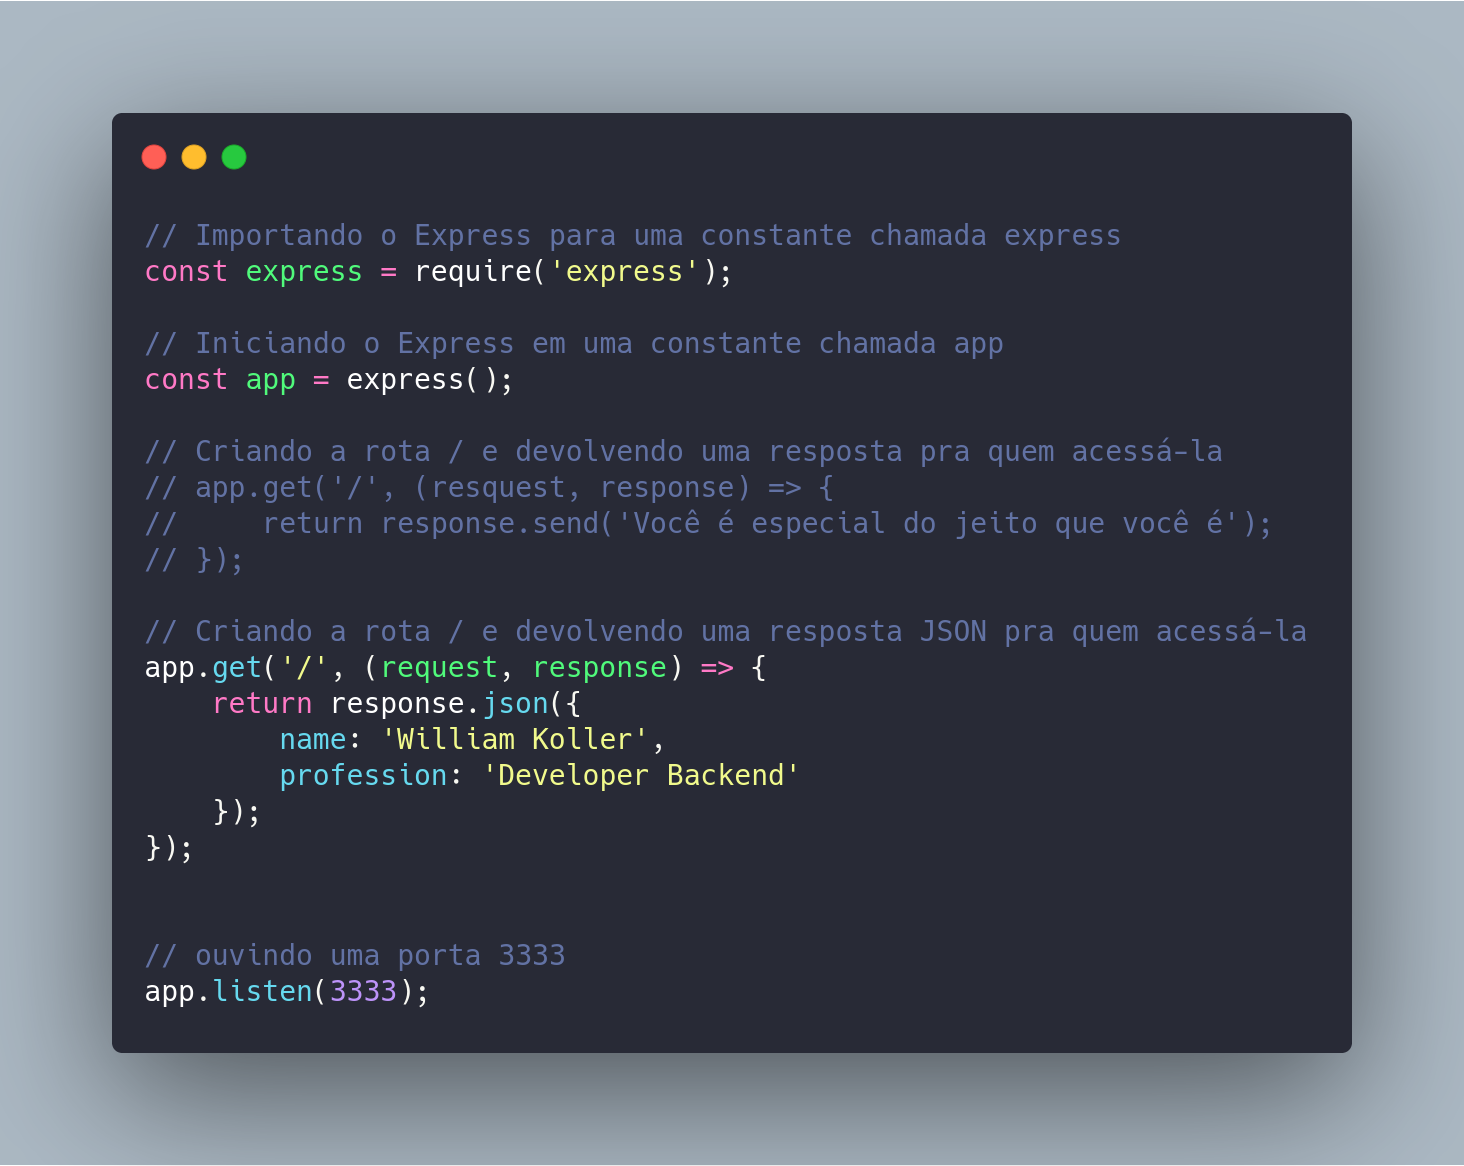 // Importando o Express para uma constante chamada express
const express = require('express');
// Iniciando o Express em uma constante chamada app
const app = express();
// Criando a rota / e devolvendo uma resposta pra quem acessá-la
// app.get('/', (resquest, response) => {
//     return response.send('Você é especial do jeito que você é');
// });
// Criando a rota / e devolvendo uma resposta JSON pra quem acessá-la
app.get('/', (request, response) => {
    return response.json({
        name: 'William Koller',
        profession: 'Developer Backend'
    });
});
// ouvindo uma porta 3333
app.listen(3333);